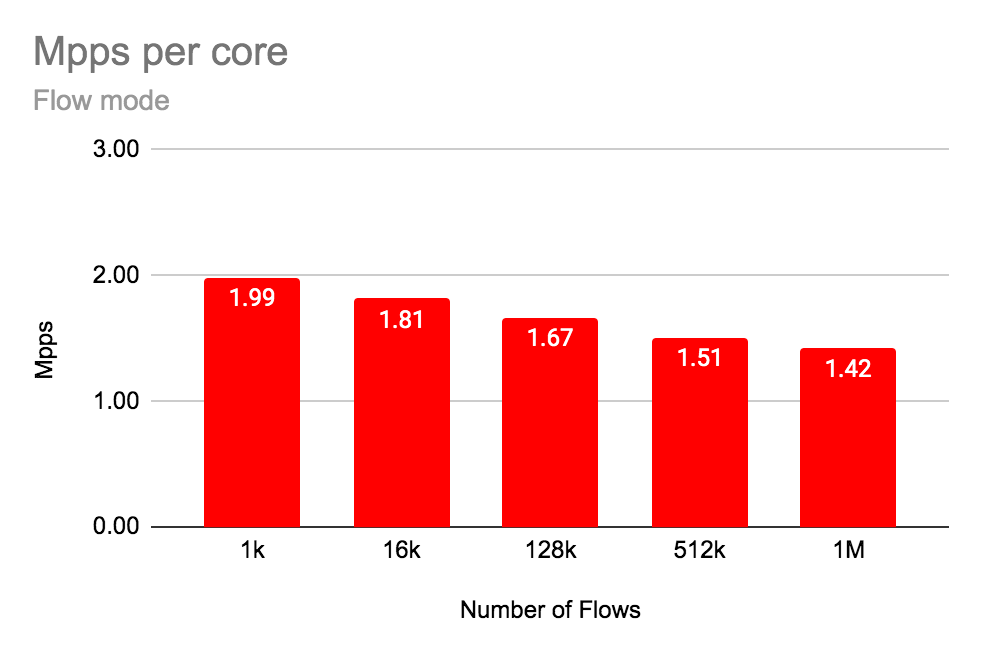 Mpps per core
Flow mode
3.00
2.00
1.00
0.00
Mpps
1.99
1.81
1.67
1.51
1.42
1k
16k
128k
512k
1M
Number of Flows